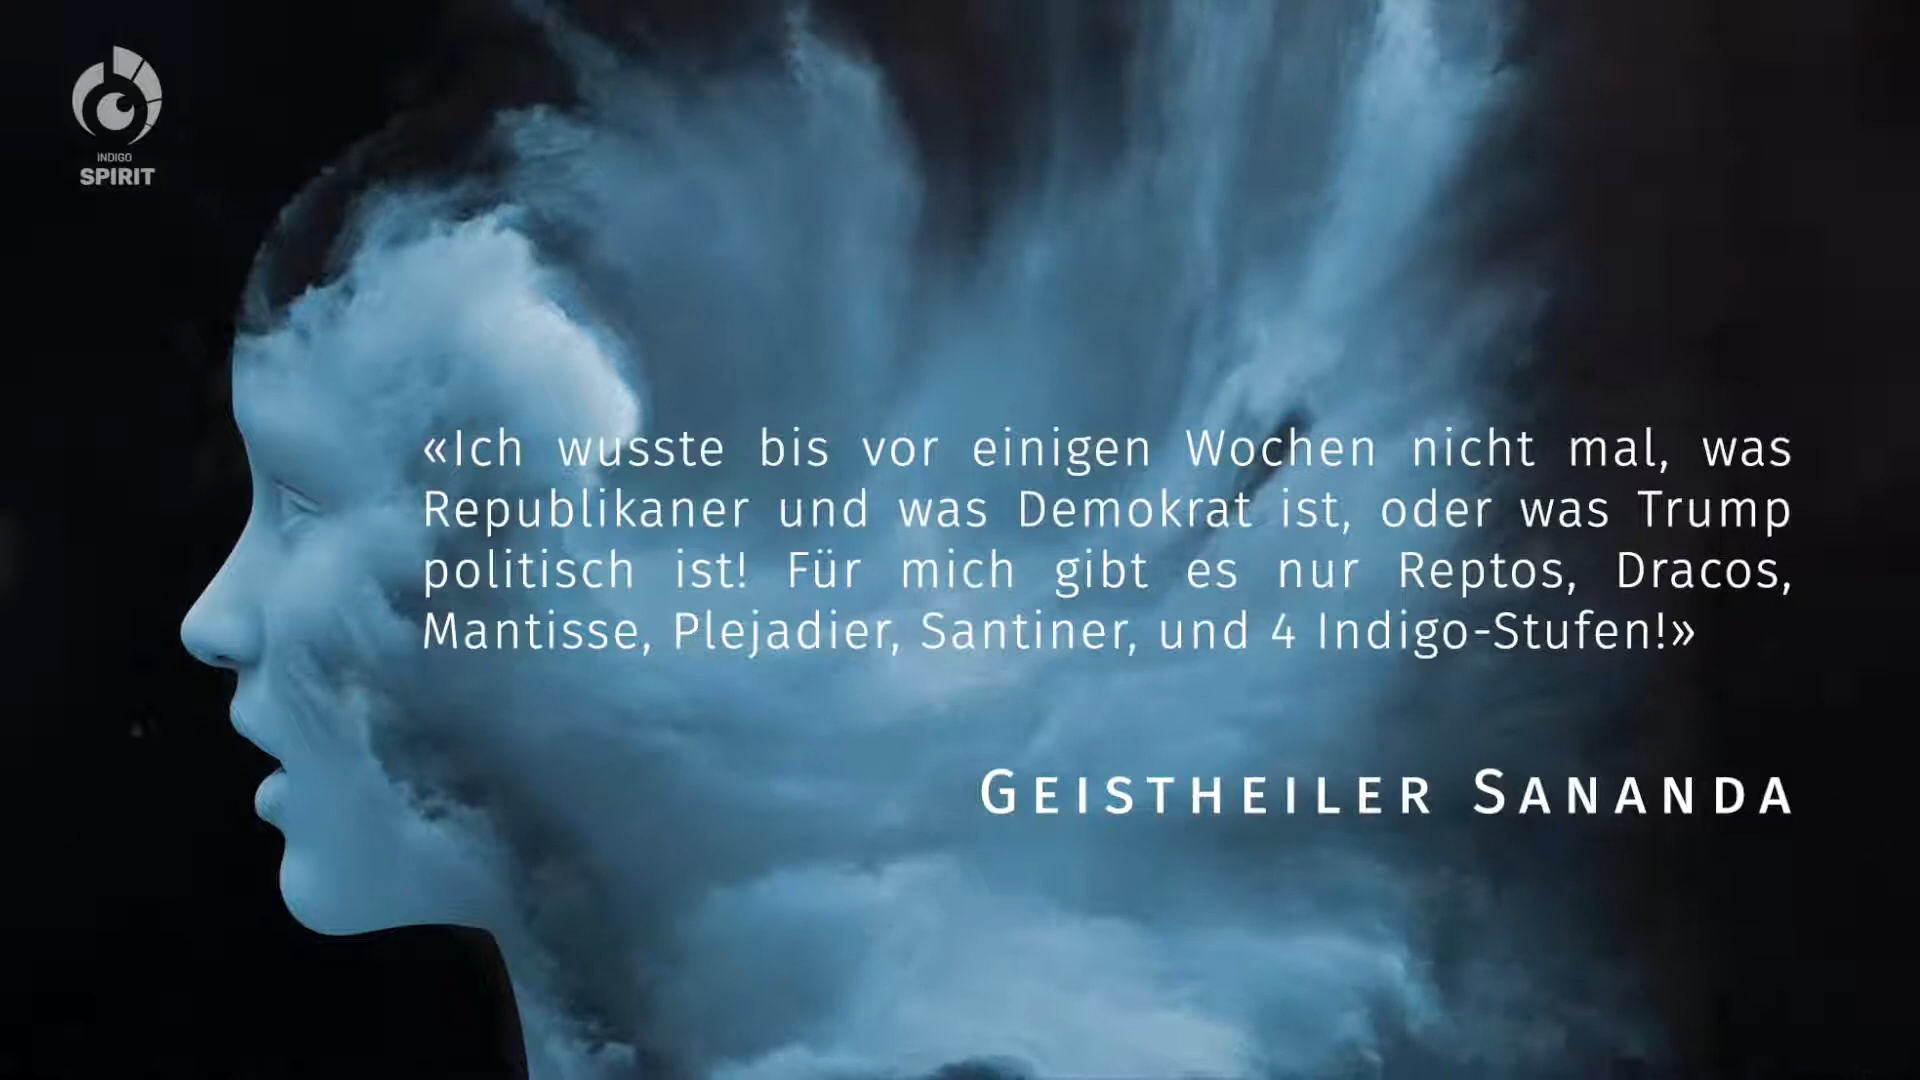 INDIGO
SPIRIT
«Ich wusste bis vor einigen Wochen nicht mal, was
Republikaner und was Demokrat ist, oder was Trump
politisch ist! Für mich gibt es nur Reptos, Dracos,
Mantisse, Plejadier, Santiner, und 4 Indigo-Stufen!»
GEISTHEILER SANANDA